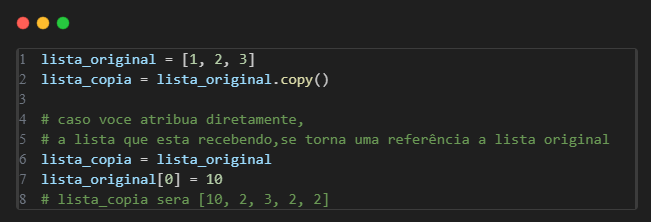 1 lista_original = [1, 2, 3]
2 lista_copia = lista_original.copy()
3
4 # caso voce atribua diretamente,
5 # a lista que esta recebendo,se torna uma referência a lista original
6 lista_copia = lista_original
7 lista_original[0] = 10
8 # lista_copia sera [10, 2, 3, 2, 2]